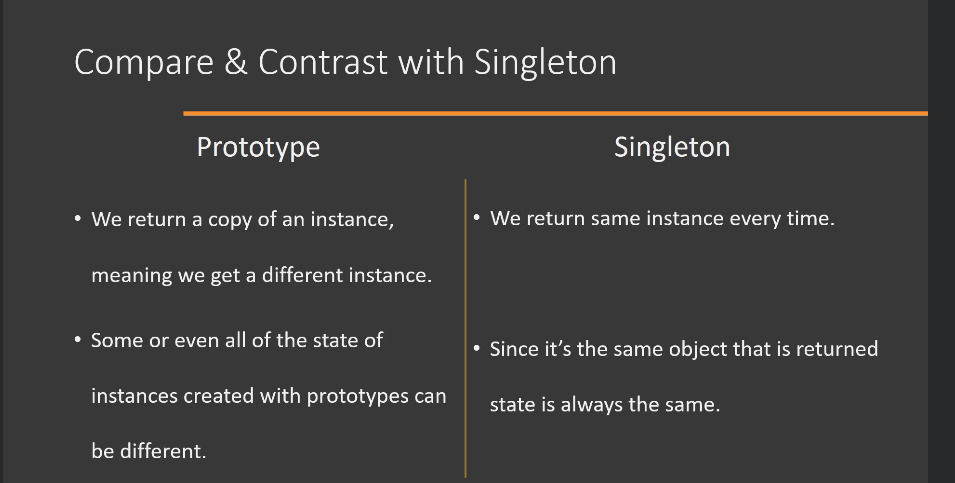 Compare & Contrast with Singleton
Prototype
• We return a copy of an instance,
meaning we get a different instance.
• Some or even all of the state of
instances created with prototypes can
be different.
Singleton
• We return same instance every time.
• Since it’s the same object that is returned
state is always the same.